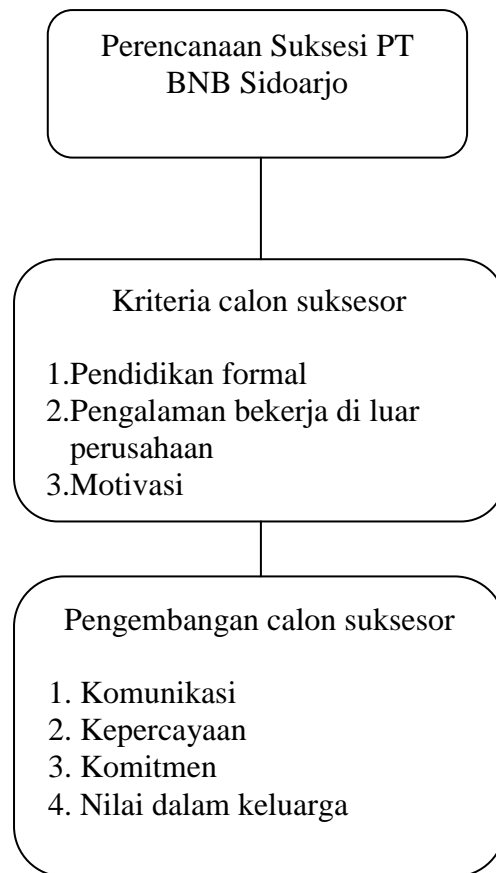 Perencanaan Suksesi PT
BNB Sidoarjo
Kriteria calon suksesor
1.Pendidikan formal
2.Pengalaman bekerja di luar
perusahaan
3.Motivasi
Pengembangan calon suksesor
1. Komunikasi
2. Kepercayaan
3. Komitmen
4. Nilai dalam keluarga